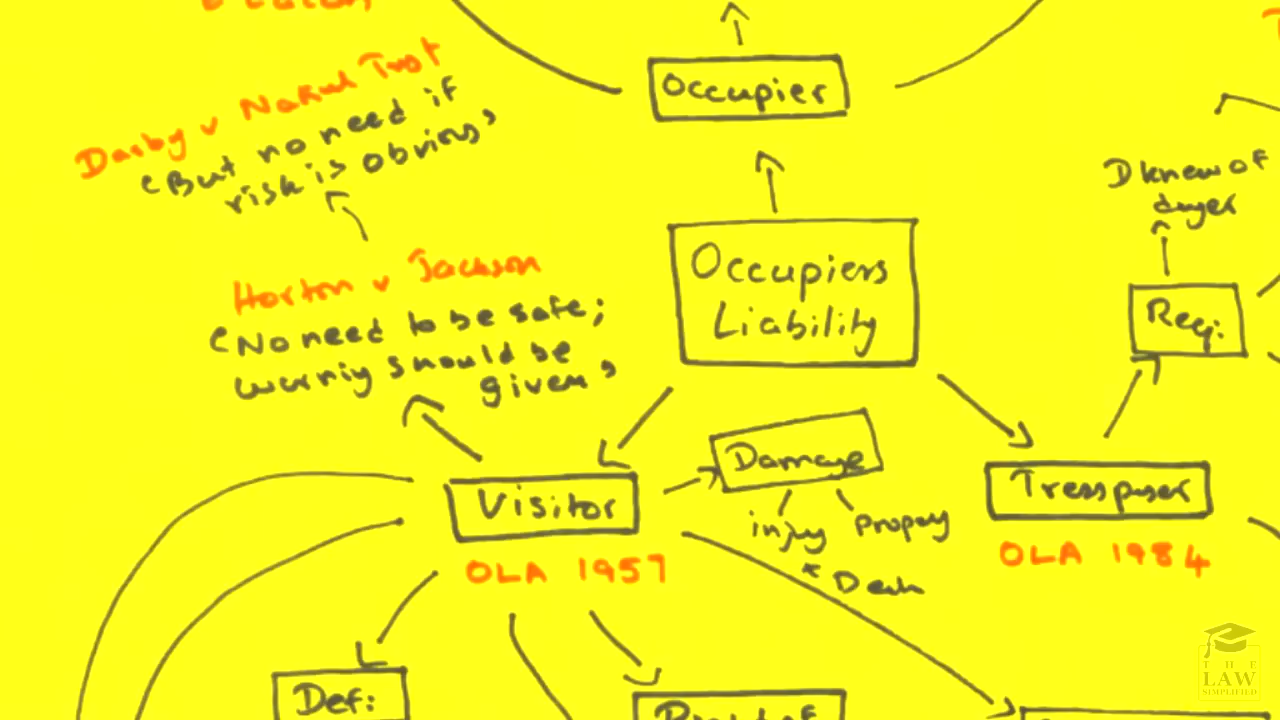 Occupier
Darby v National Trust
"But no need if
risk is obvious"
D knew of
danger
Occupiers
Liability
Horton v Jackson
"No need to be safe;
warning should be
given"
Req:
Damage
injury
Property
& Death
Visitor
OLA 1957
Tresspasser
OLA 1984
Def:
THE
LAW
SIMPLIFIED